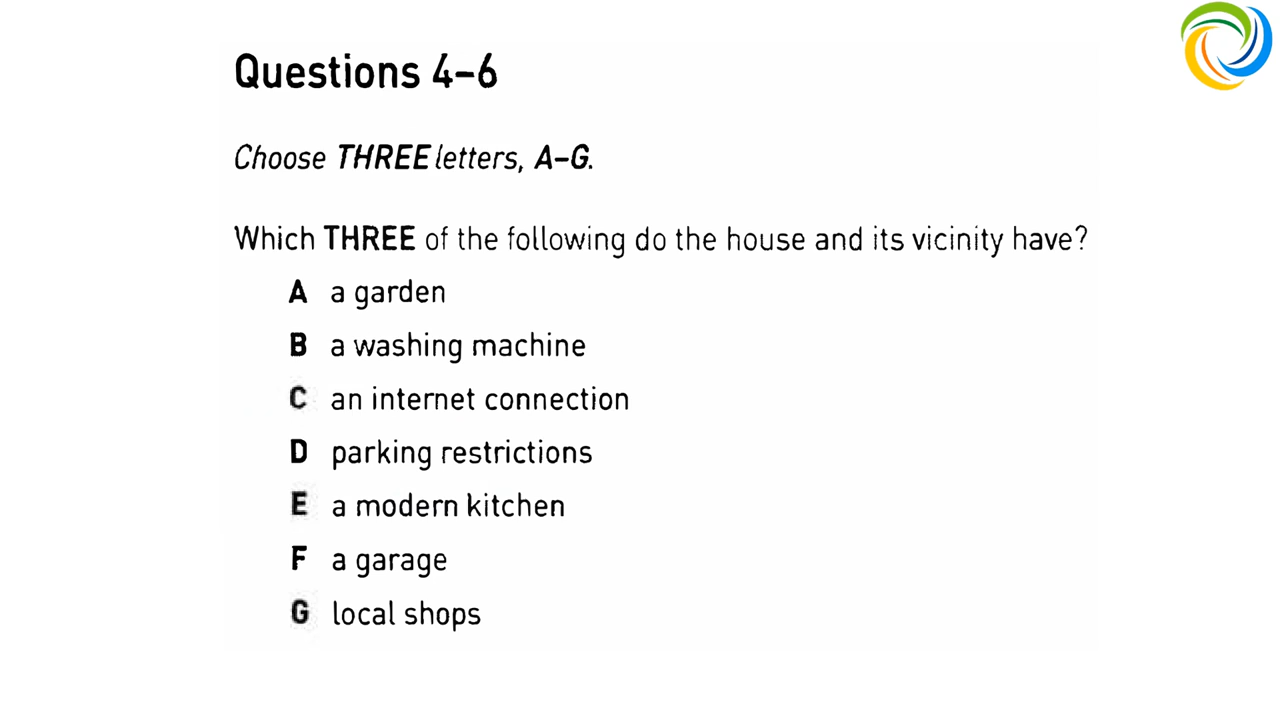 Questions 4–6
Choose THREE letters, A–G.
Which THREE of the following do the house and its vicinity have?
A a garden
B a washing machine
C an internet connection
D parking restrictions
E a modern kitchen
F a garage
G local shops